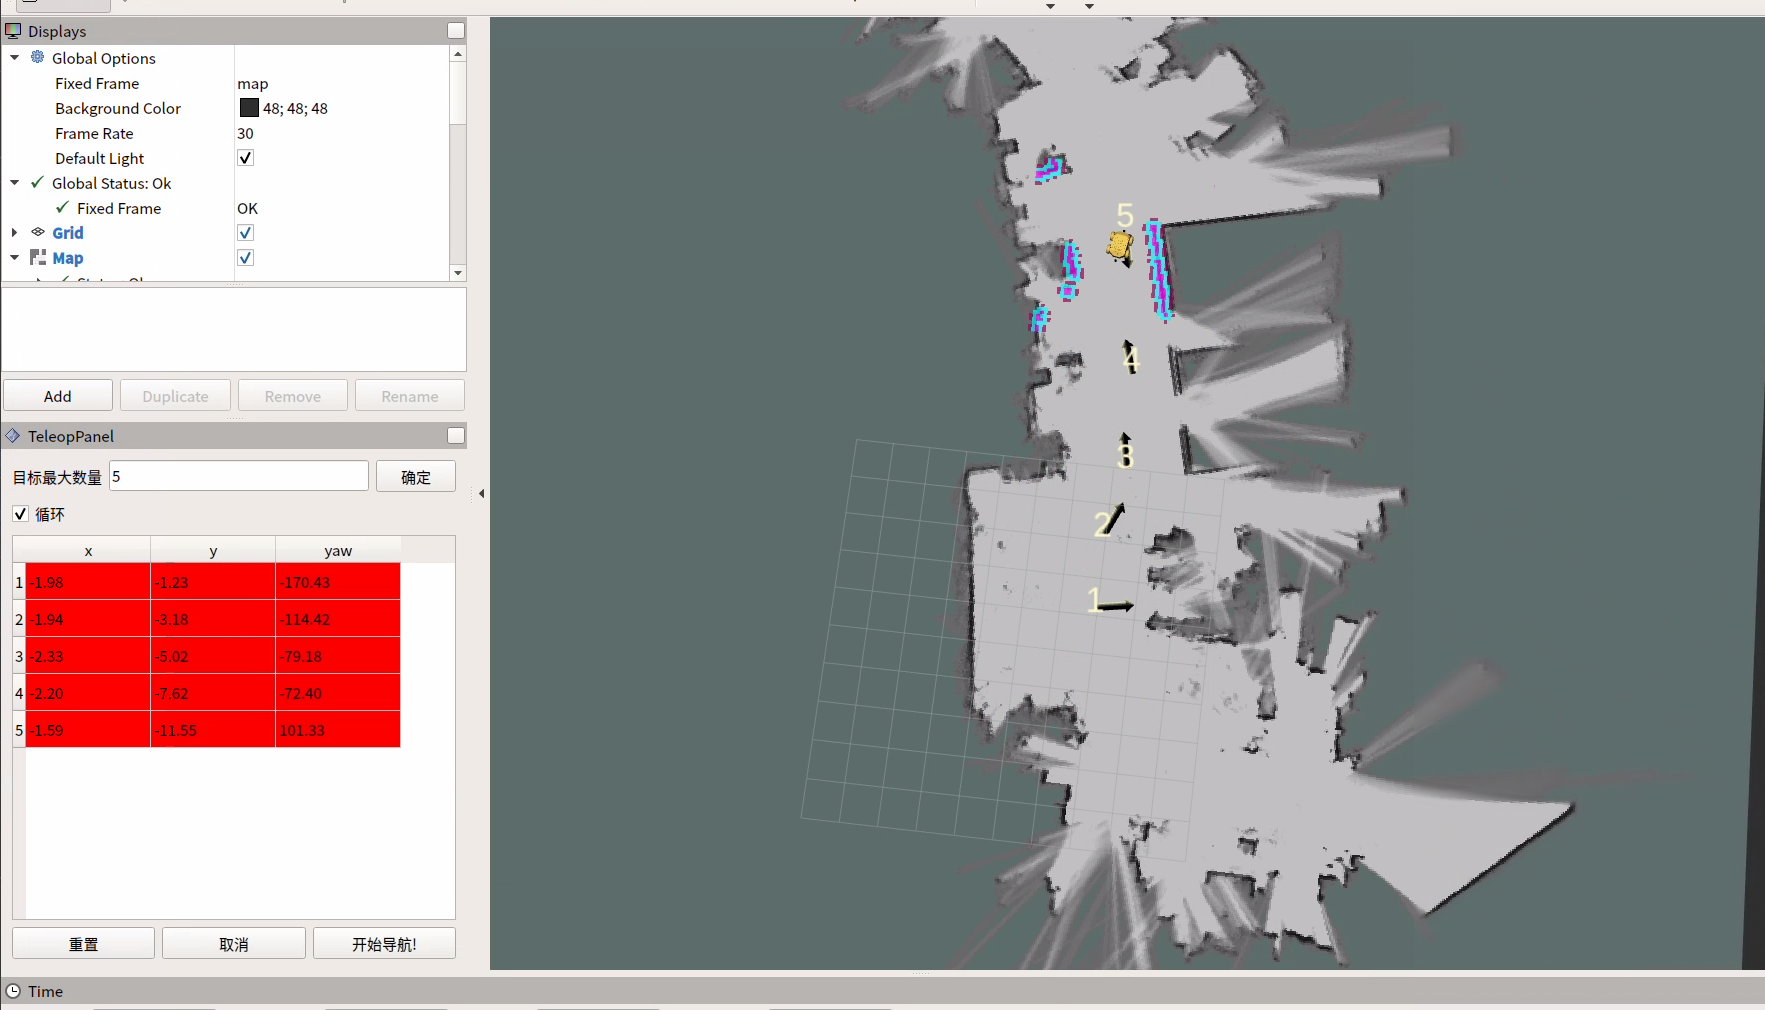 Displays
Global Options
Fixed Frame map
Background Color 48; 48; 48
Frame Rate 30
Default Light
Global Status: Ok
Fixed Frame OK
Grid
Map
Add Duplicate Remove Rename
TeleopPanel
目标最大数量 5 确定
循环
x y yaw
1 -1.98 -1.23 -170.43
2 -1.94 -3.18 -114.42
3 -2.33 -5.02 -79.18
4 -2.20 -7.62 -72.40
5 -1.59 -11.55 101.33
重置 取消 开始导航!
5
4
3
2
1
Time